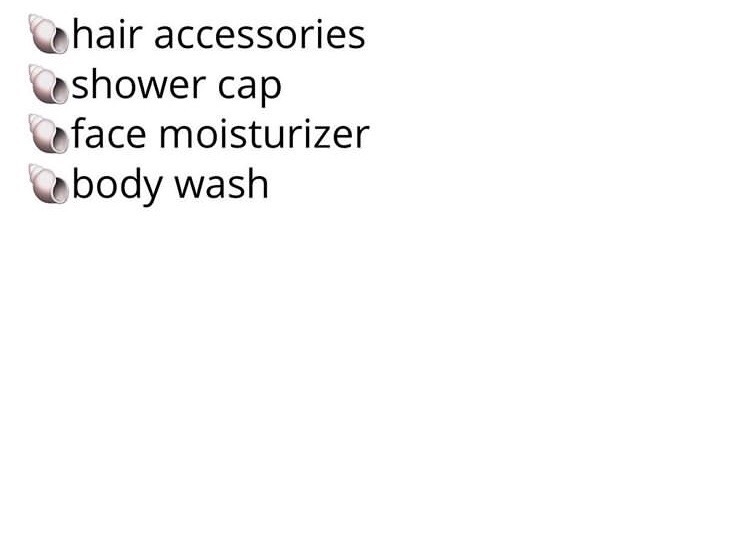 🐚hair accessories
🐚shower cap
🐚face moisturizer
🐚body wash